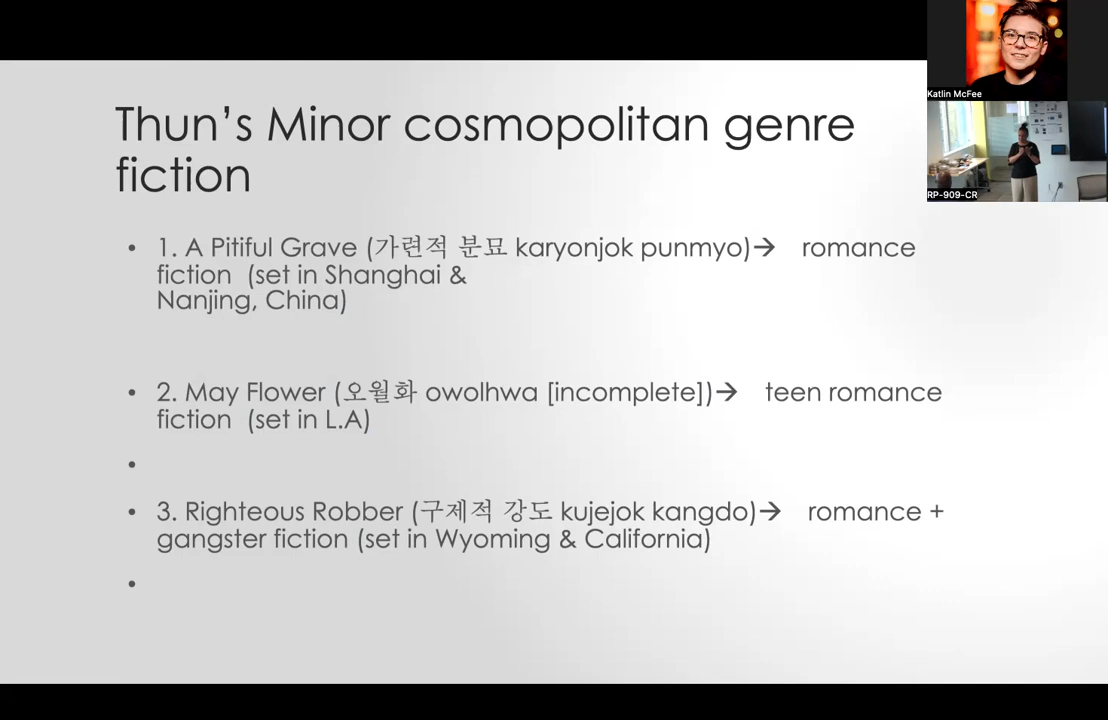 Thun’s Minor cosmopolitan genre
fiction
• 1. A Pitiful Grave (가련적 분묘 karyonjok punmyo)→ romance
fiction (set in Shanghai &
Nanjing, China)
• 2. May Flower (오월화 owolhwa [incomplete])→ teen romance
fiction (set in L.A)
•
• 3. Righteous Robber (구제적 강도 kujejok kangdo)→ romance +
gangster fiction (set in Wyoming & California)
•
Katlin McFee
RP-909-CR